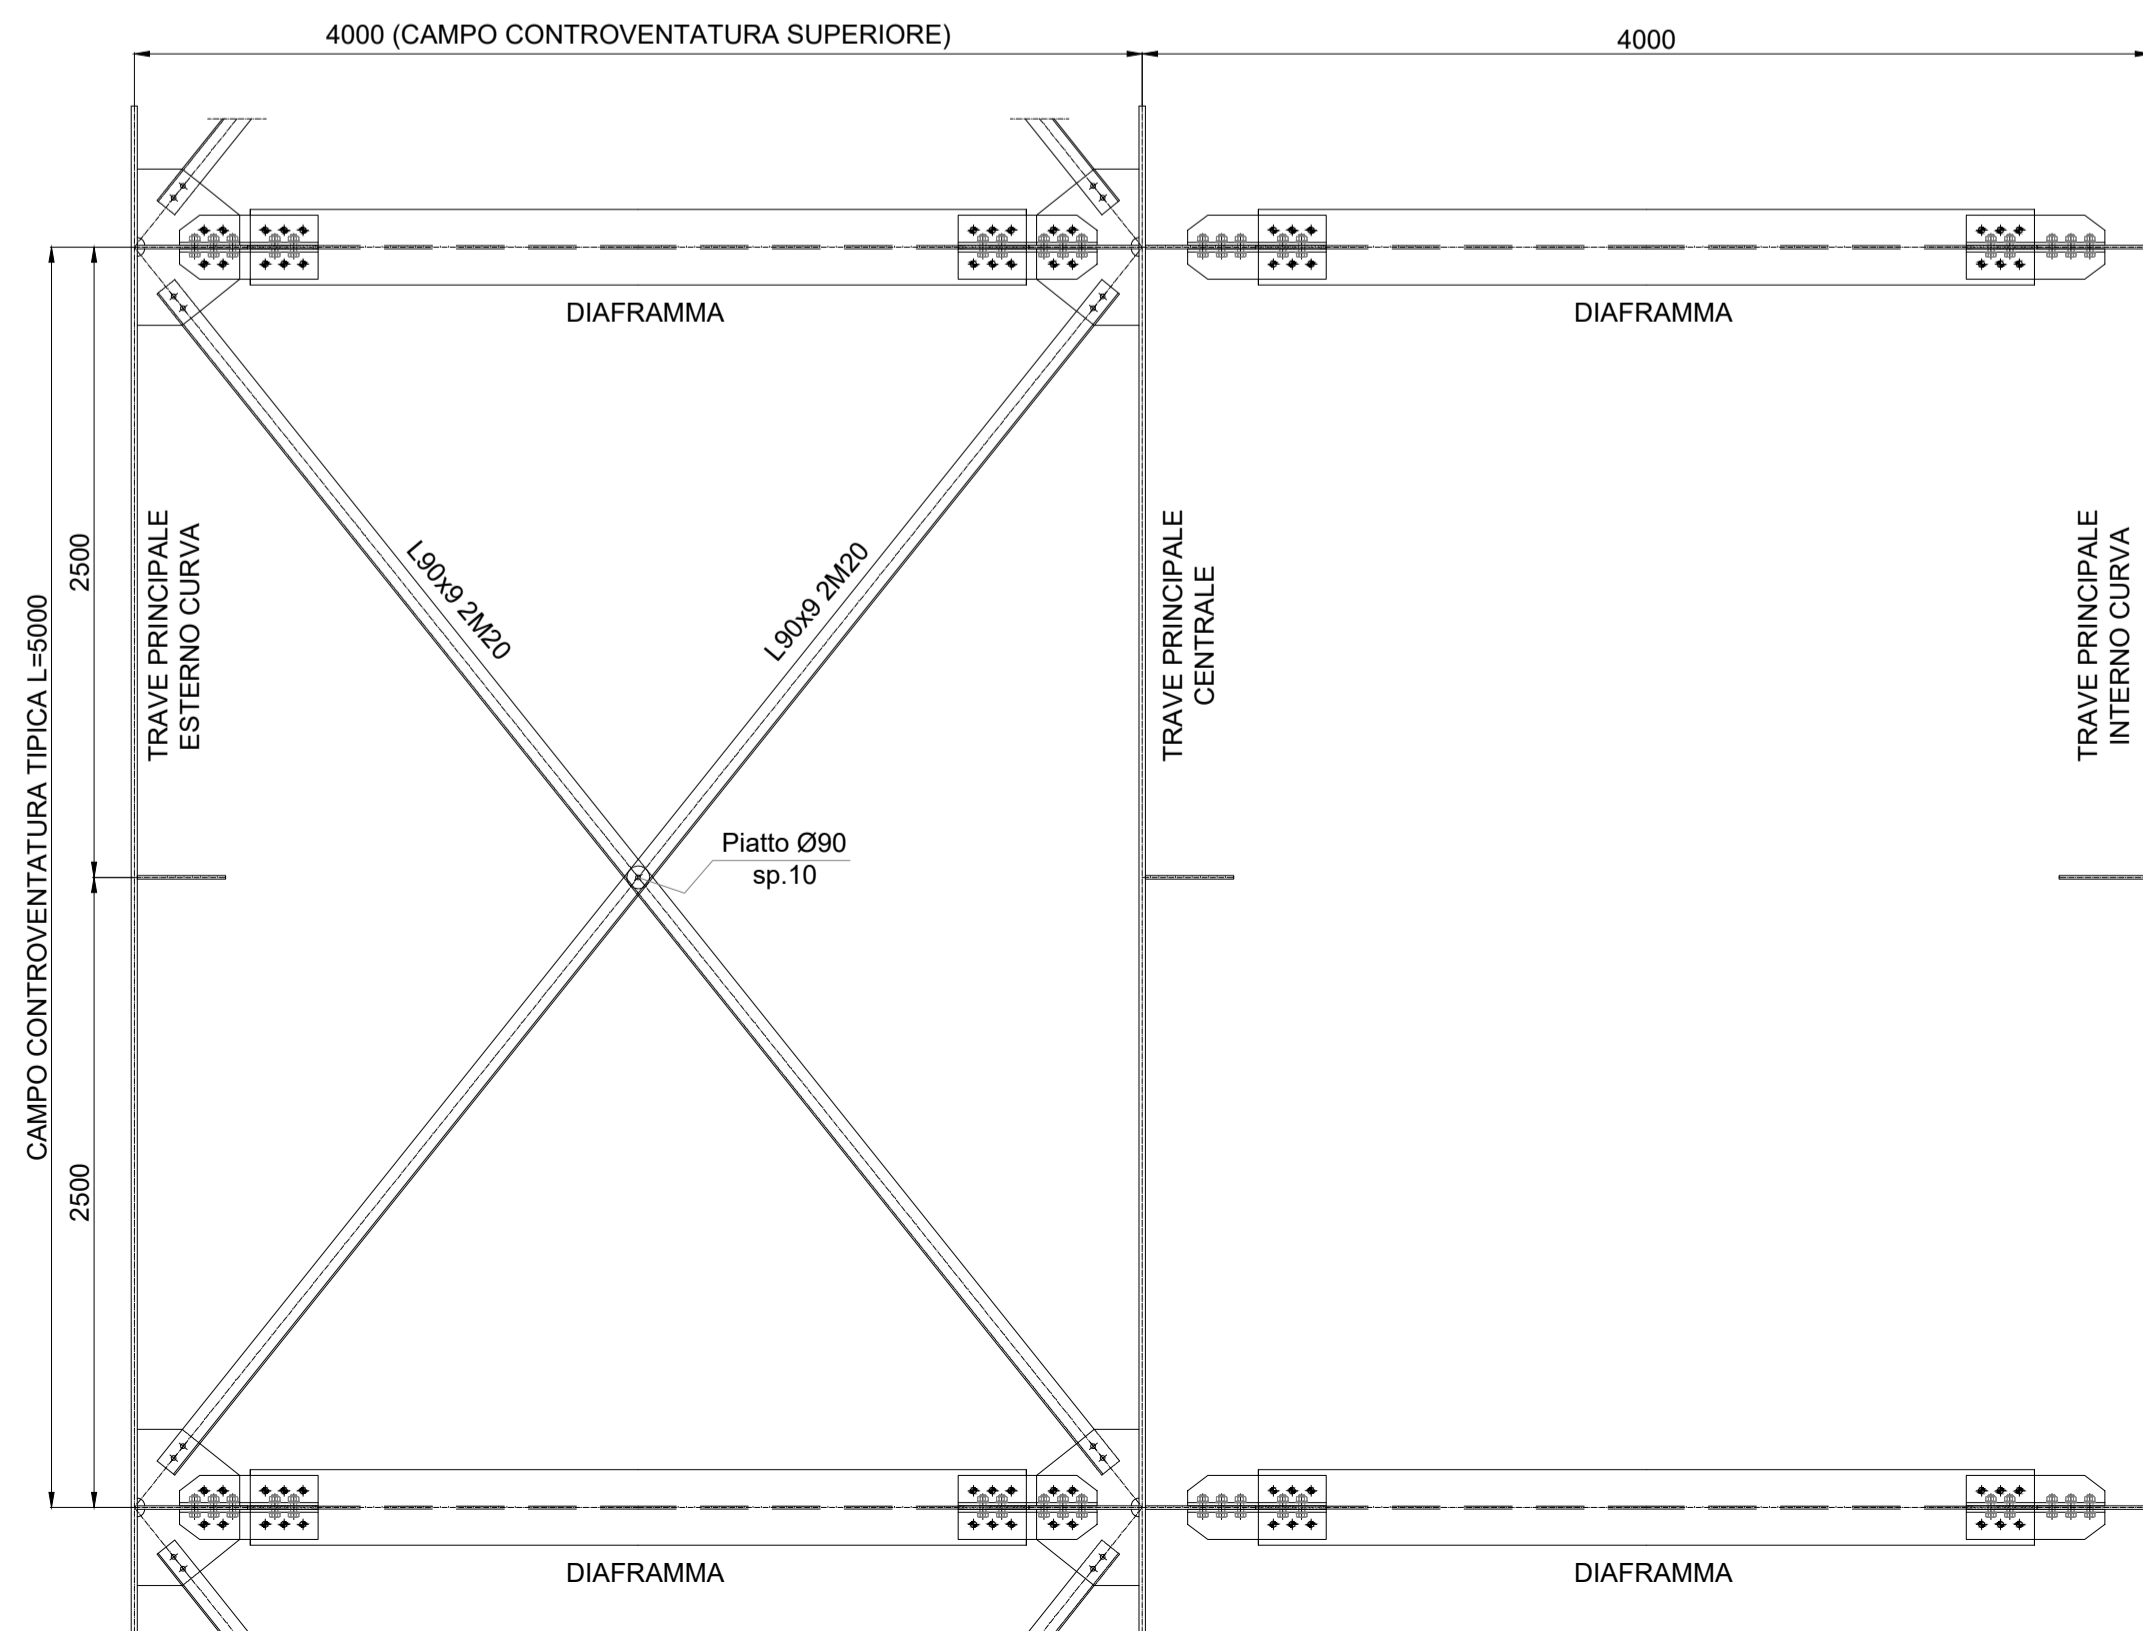 4000 (CAMPO CONTROVENTATURA SUPERIORE)
4000
DIAFRAMMA
DIAFRAMMA
CAMPO CONTROVENTATURA TIPICA L=5000
2500
2500
TRAVE PRINCIPALE
ESTERNO CURVA
L90x9 2M20
L90x9 2M20
TRAVE PRINCIPALE
CENTRALE
TRAVE PRINCIPALE
INTERNO CURVA
Piatto Ø90
sp.10
DIAFRAMMA
DIAFRAMMA